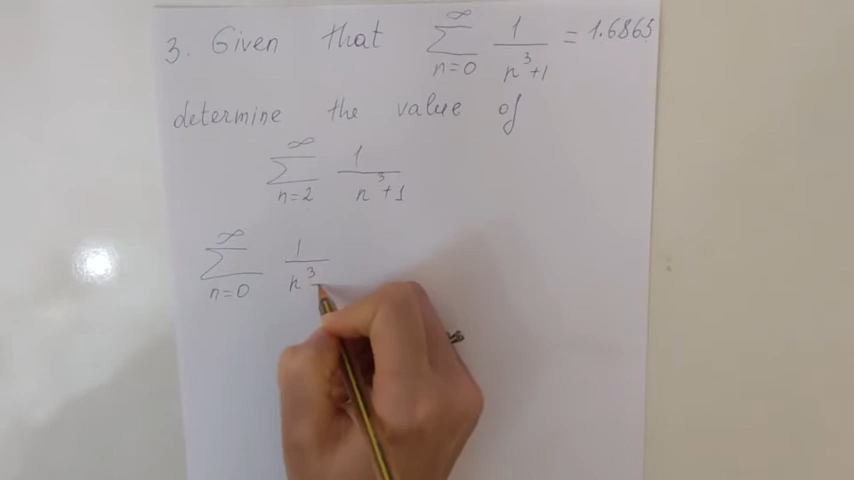 3. Given that ∞ ∑ n=0 1/(n³+1) = 1.6865
determine the value of
∞ ∑ n=2 1/(n³+1)
∞ ∑ n=0 1/n³